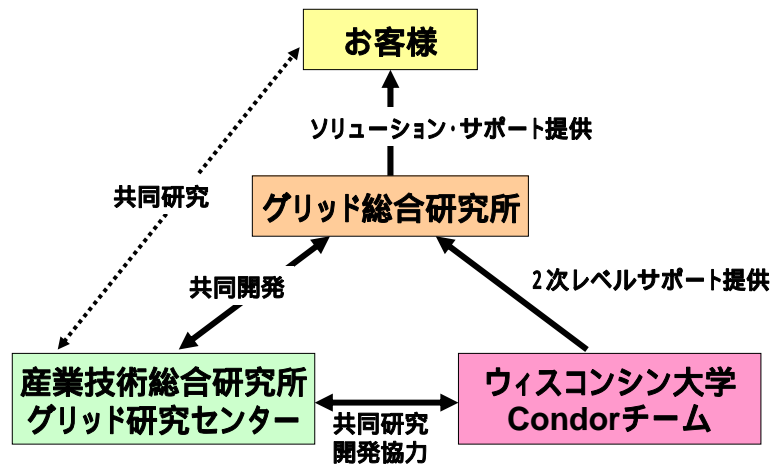 お客様
ソリューション・サポート提供
共同研究
グリッド総合研究所
共同開発
2次レベルサポート提供
産業技術総合研究所
グリッド研究センター
ウィスコンシン大学
Condorチーム
共同研究
開発協力